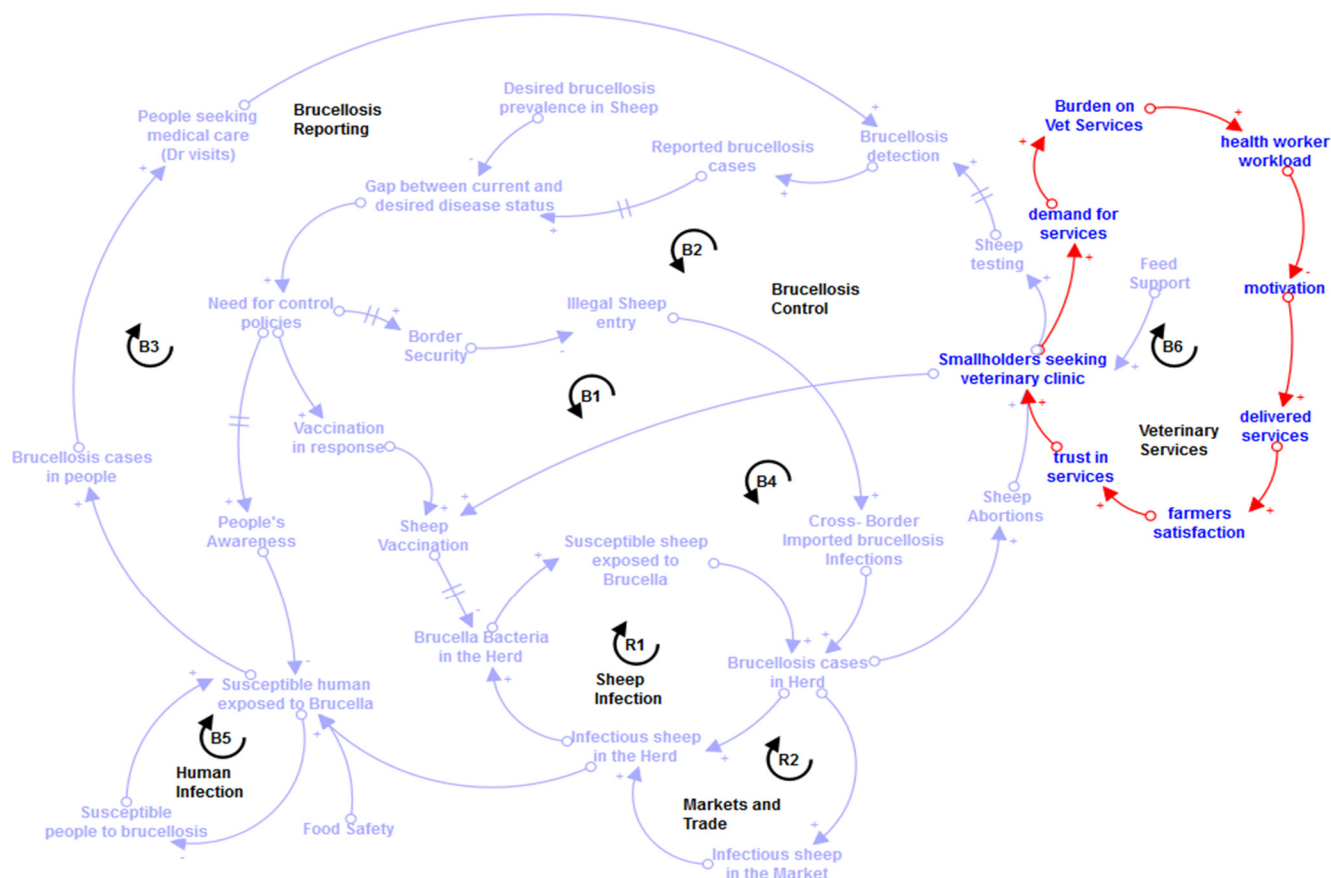 Brucellosis
Reporting
People seeking
medical care
(Dr visits)
Desired brucellosis
prevalence in Sheep
Reported brucellosis
cases
Brucellosis
detection
Burden on
Vet Services
health worker
workload
Gap between current and
desired disease status
demand for
services
Sheep
testing
Feed
Support
motivation
B2
Brucellosis
Control
Need for control
policies
Illegal Sheep
entry
Border
Security
B3
B6
Smallholders seeking
veterinary clinic
B1
Vaccination
in response
delivered
services
Veterinary
Services
Brucellosis cases
in people
trust in
services
B4
Sheep
Abortions
farmers
satisfaction
People's
Awareness
Sheep
Vaccination
Cross- Border
Imported brucellosis
Infections
Susceptible sheep
exposed to
Brucella
Brucella Bacteria
in the Herd
R1
Sheep
Infection
Brucellosis cases
in Herd
Susceptible human
exposed to Brucella
B5
Human
Infection
Infectious sheep
in the Herd
R2
Markets and
Trade
Susceptible
people to brucellosis
Food Safety
Infectious sheep
in the Market